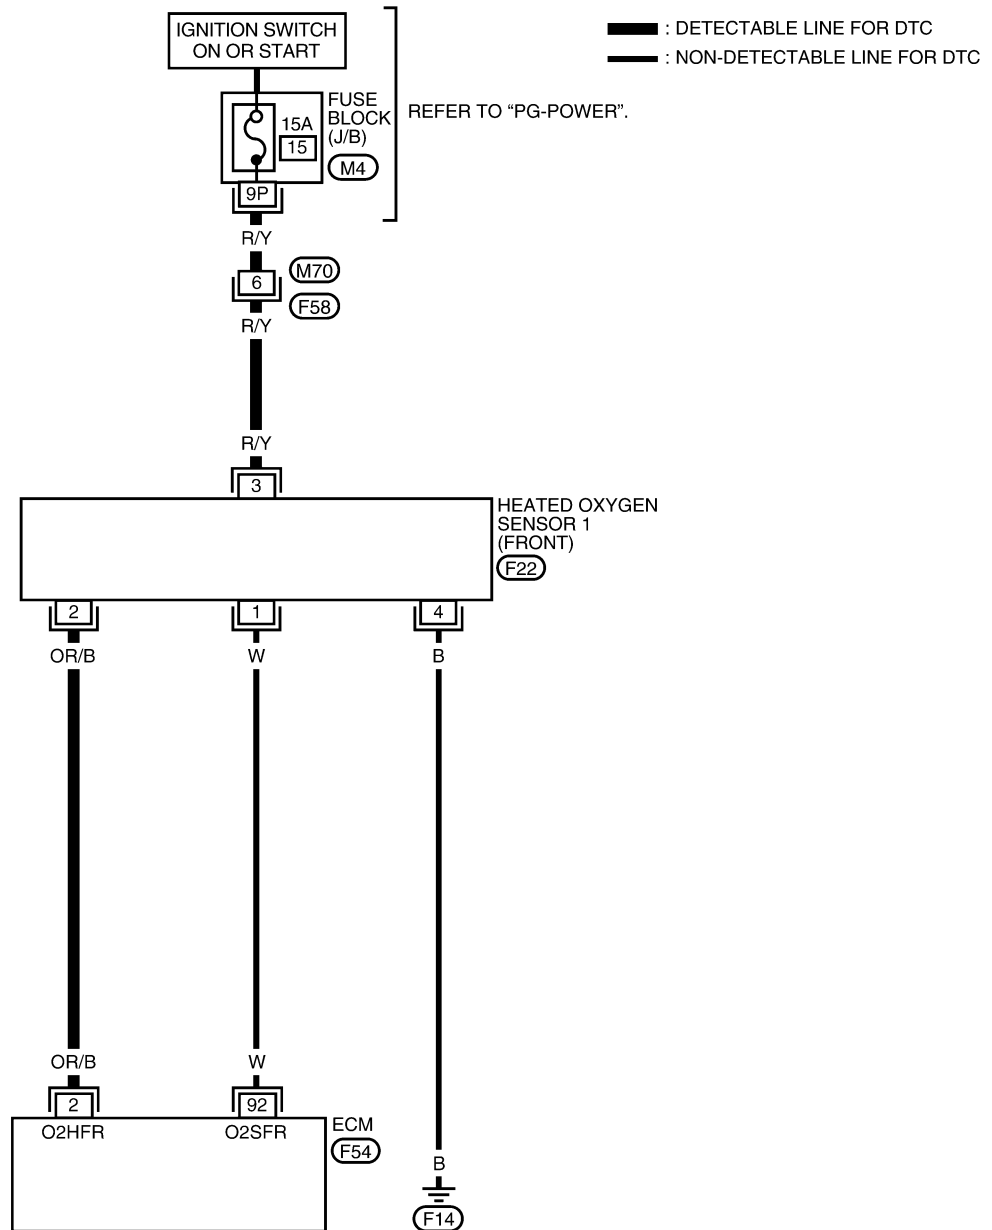 IGNITION SWITCH
ON OR START
: DETECTABLE LINE FOR DTC
: NON-DETECTABLE LINE FOR DTC
FUSE
BLOCK
(J/B)
REFER TO “PG-POWER”.
15A
15
M4
9P
R/Y
M70
6
F58
R/Y
R/Y
3
HEATED OXYGEN
SENSOR 1
(FRONT)
F22
2
1
4
OR/B
W
B
OR/B
W
2
92
O2HFR
O2SFR
ECM
F54
B
F14